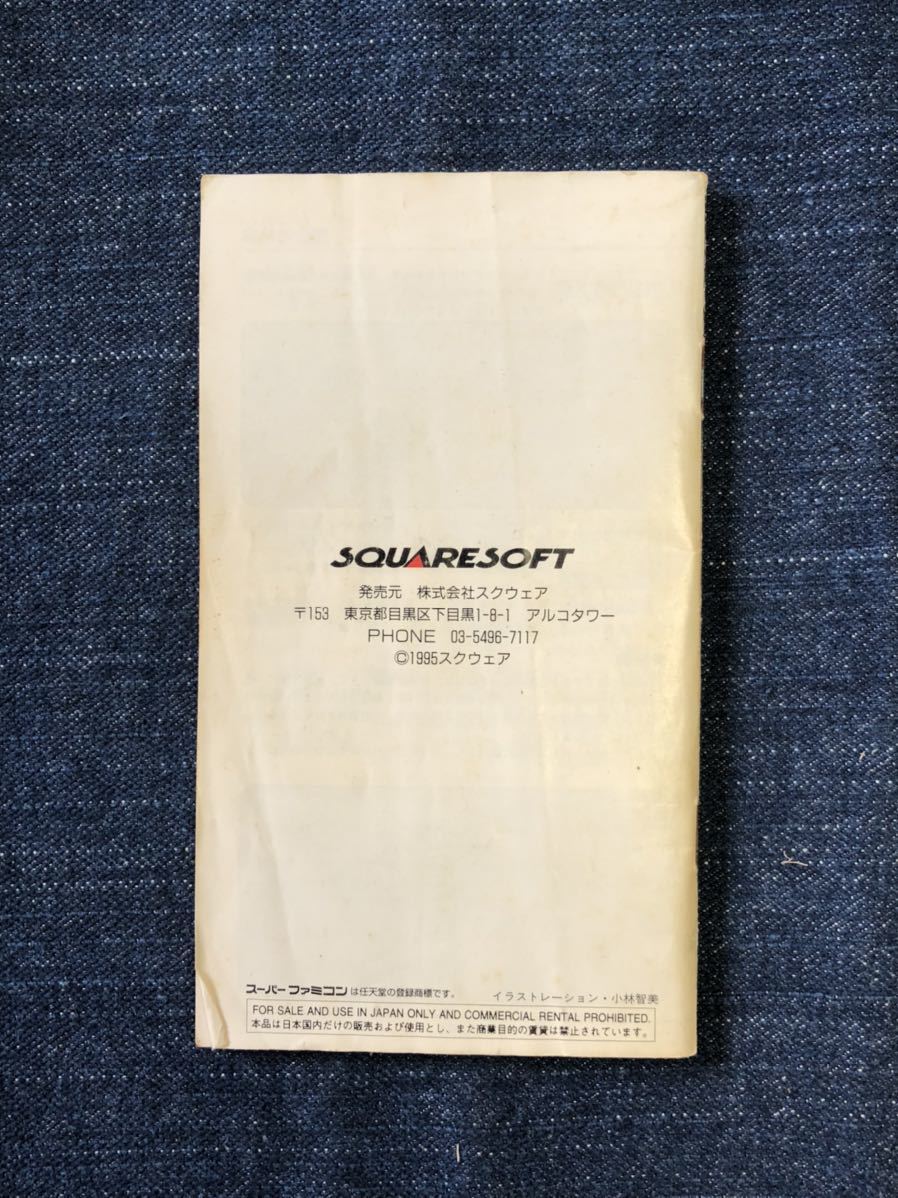 SQUARESOFT
発売元 株式会社スクウェア
〒153 東京都目黒区下目黒1-8-1 アルコタワー
PHONE 03-5496-7117
©1995スクウェア
スーパーファミコンは任天堂の登録商標です。 イラストレーション・小林智美
FOR SALE AND USE IN JAPAN ONLY AND COMMERCIAL RENTAL PROHIBITED.
本品は日本国内だけの販売および使用とし、また商業目的の賃貸は禁止されています。